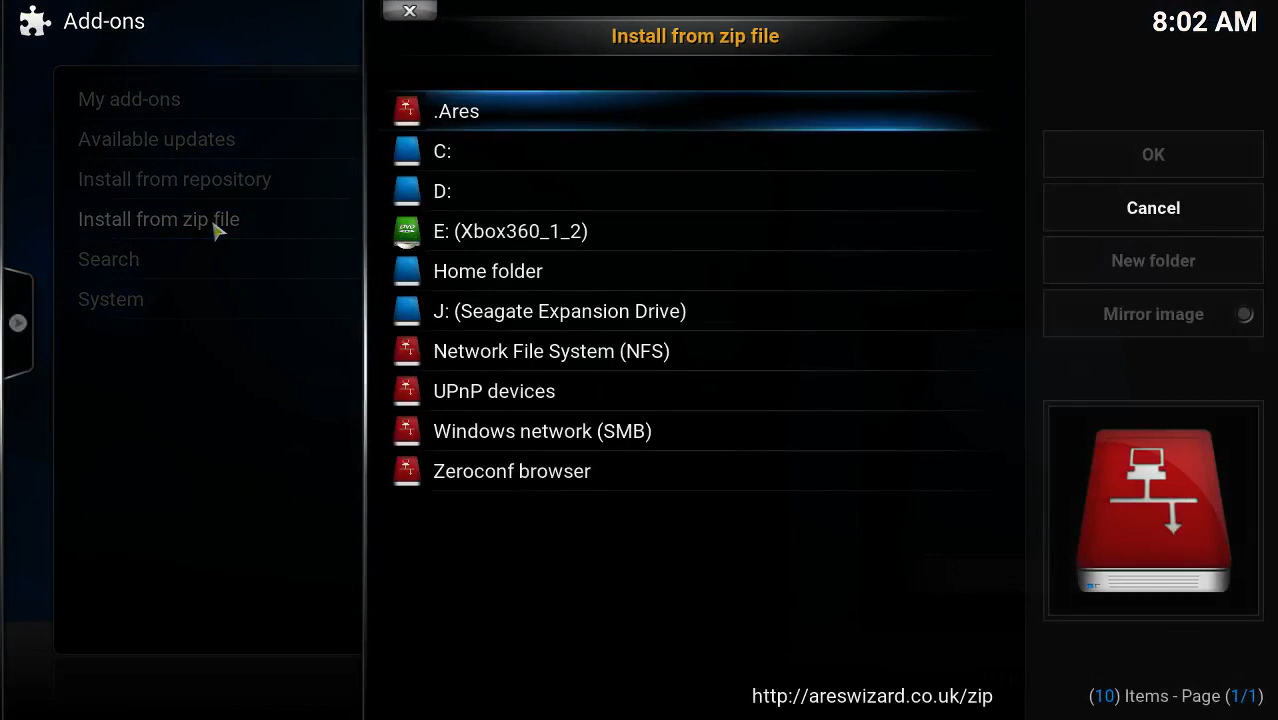 Add-ons
8:02 AM
My add-ons
Available updates
Install from repository
Install from zip file
Search
System
Install from zip file
.Ares
C:
D:
DVD
E: (Xbox360_1_2)
Home folder
J: (Seagate Expansion Drive)
Network File System (NFS)
UPnP devices
Windows network (SMB)
Zeroconf browser
http://areswizard.co.uk/zip
OK
Cancel
New folder
Mirror image
(10) Items - Page (1/1)